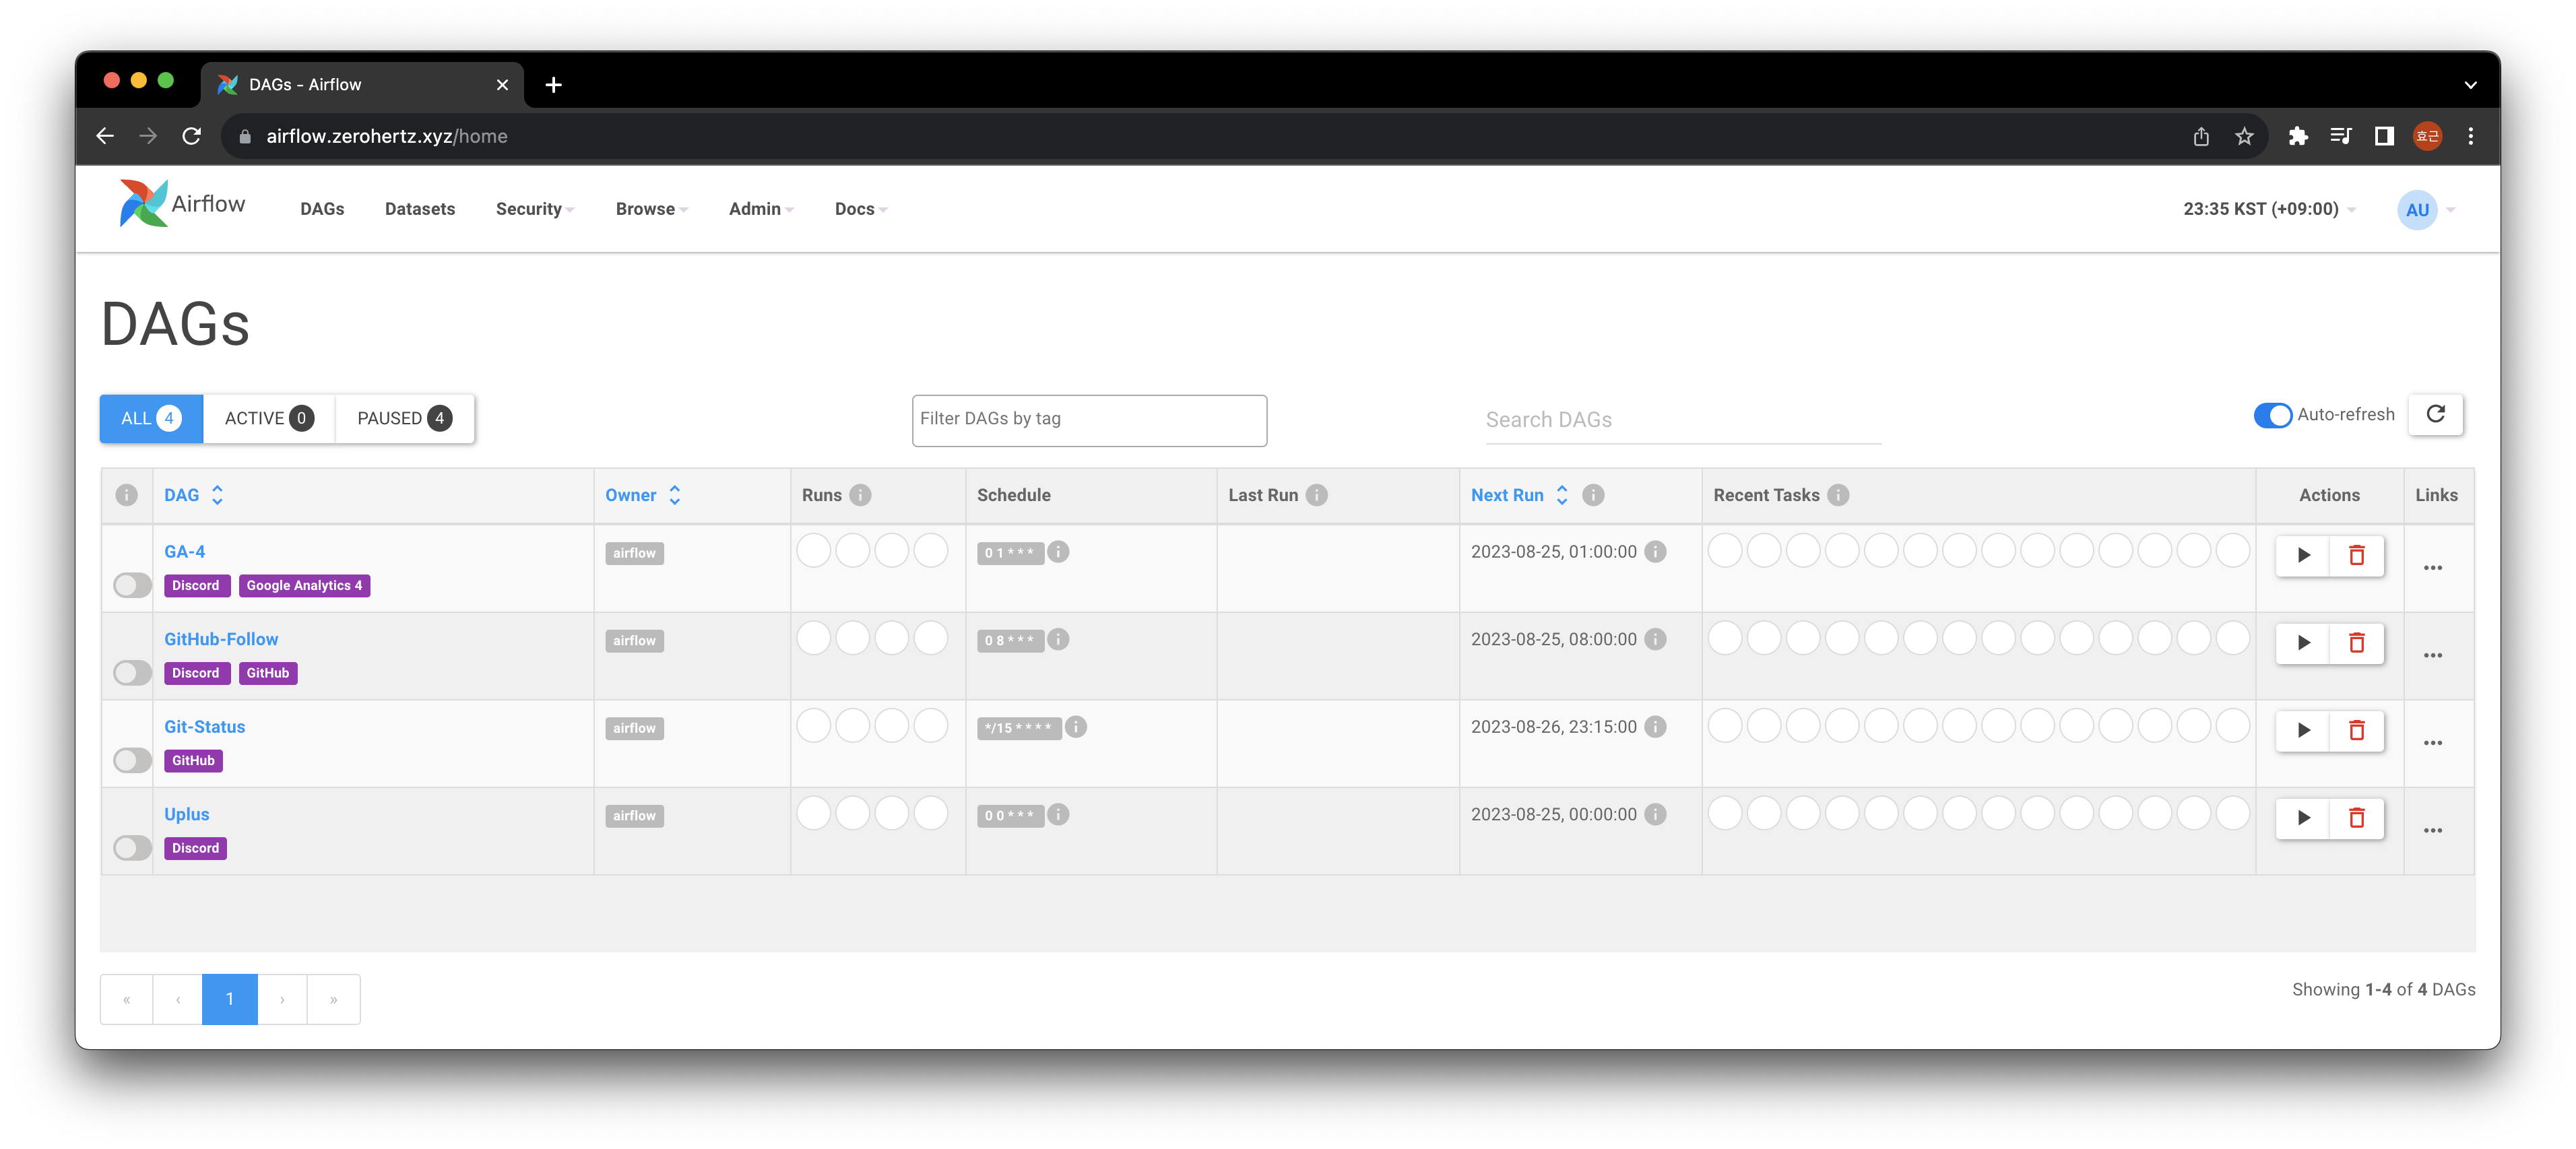 DAGs - Airflow
airflow.zerohertz.xyz/home
효근
Airflow DAGs Datasets Security Browse Admin Docs 23:35 KST (+09:00) AU
DAGs
ALL 4 ACTIVE 0 PAUSED 4 Filter DAGs by tag Search DAGs Auto-refresh
DAG Owner Runs Schedule Last Run Next Run Recent Tasks Actions Links
GA-4 airflow 0 1 * * * 2023-08-25, 01:00:00
Discord Google Analytics 4
GitHub-Follow airflow 0 8 * * * 2023-08-25, 08:00:00
Discord GitHub
Git-Status airflow */15 * * * * 2023-08-26, 23:15:00
GitHub
Uplus airflow 0 0 * * * 2023-08-25, 00:00:00
Discord
« ‹ 1 › » Showing 1-4 of 4 DAGs